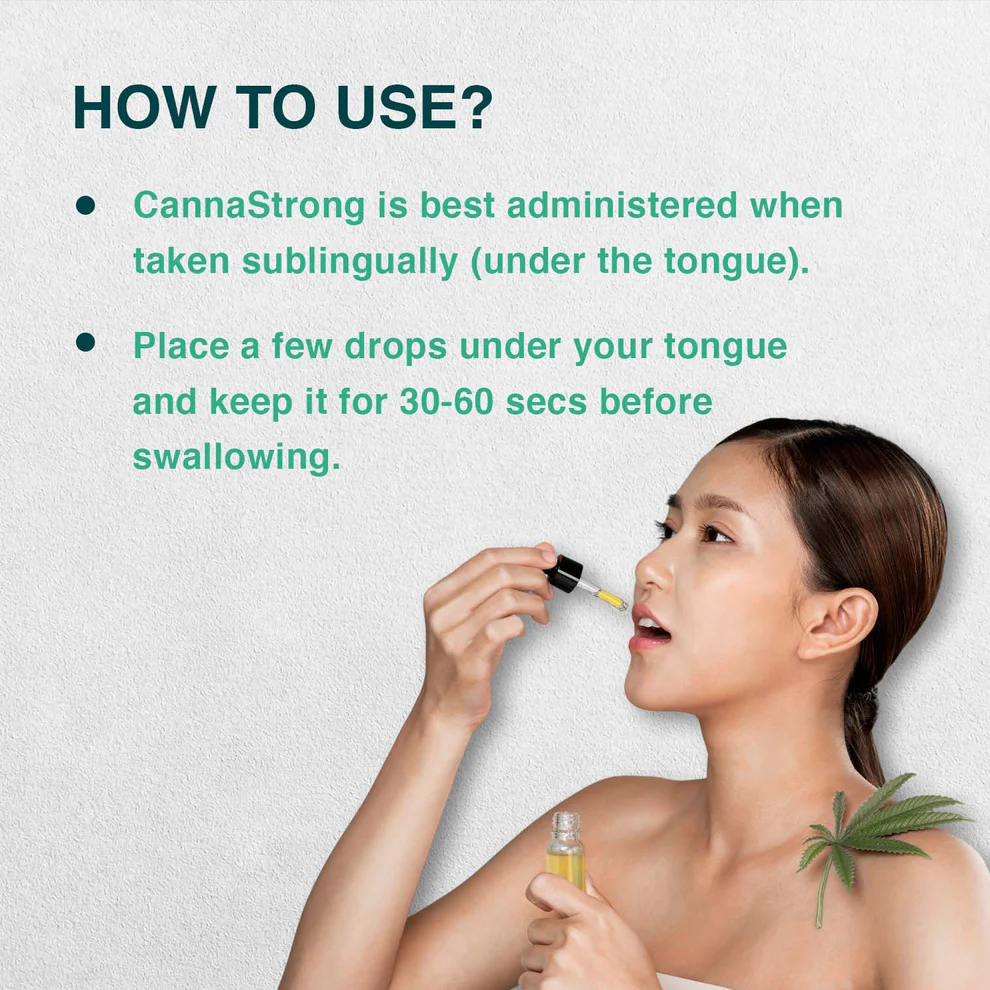 HOW TO USE?
CannaStrong is best administered when
taken sublingually (under the tongue).
Place a few drops under your tongue
and keep it for 30-60 secs before
swallowing.